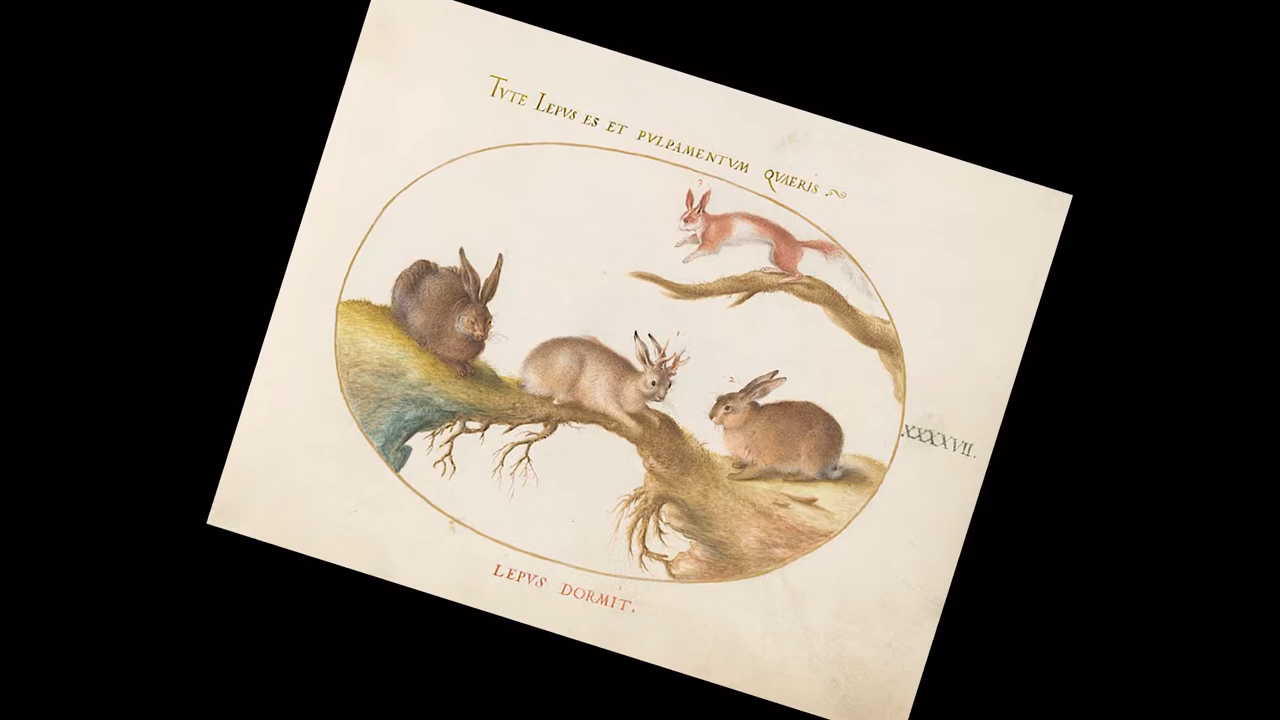 TVTE LEPVS ES ET PVLPAMENTVM QVAERIS
XXXXVII.
LEPVS DORMIT.